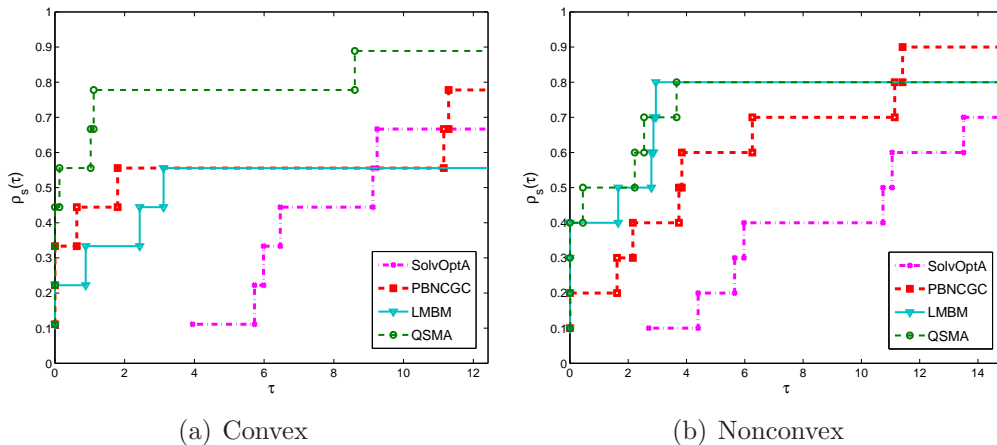 1
0.9
0.8
0.7
0.6
0.5
0.4
0.3
0.2
0.1
0
ρs(τ)
0 2 4 6 8 10 12
τ
SolvOptA
PBNCGC
LMBM
QSMA
(a) Convex
1
0.9
0.8
0.7
0.6
0.5
0.4
0.3
0.2
0.1
0
ρs(τ)
0 2 4 6 8 10 12 14
τ
SolvOptA
PBNCGC
LMBM
QSMA
(b) Nonconvex